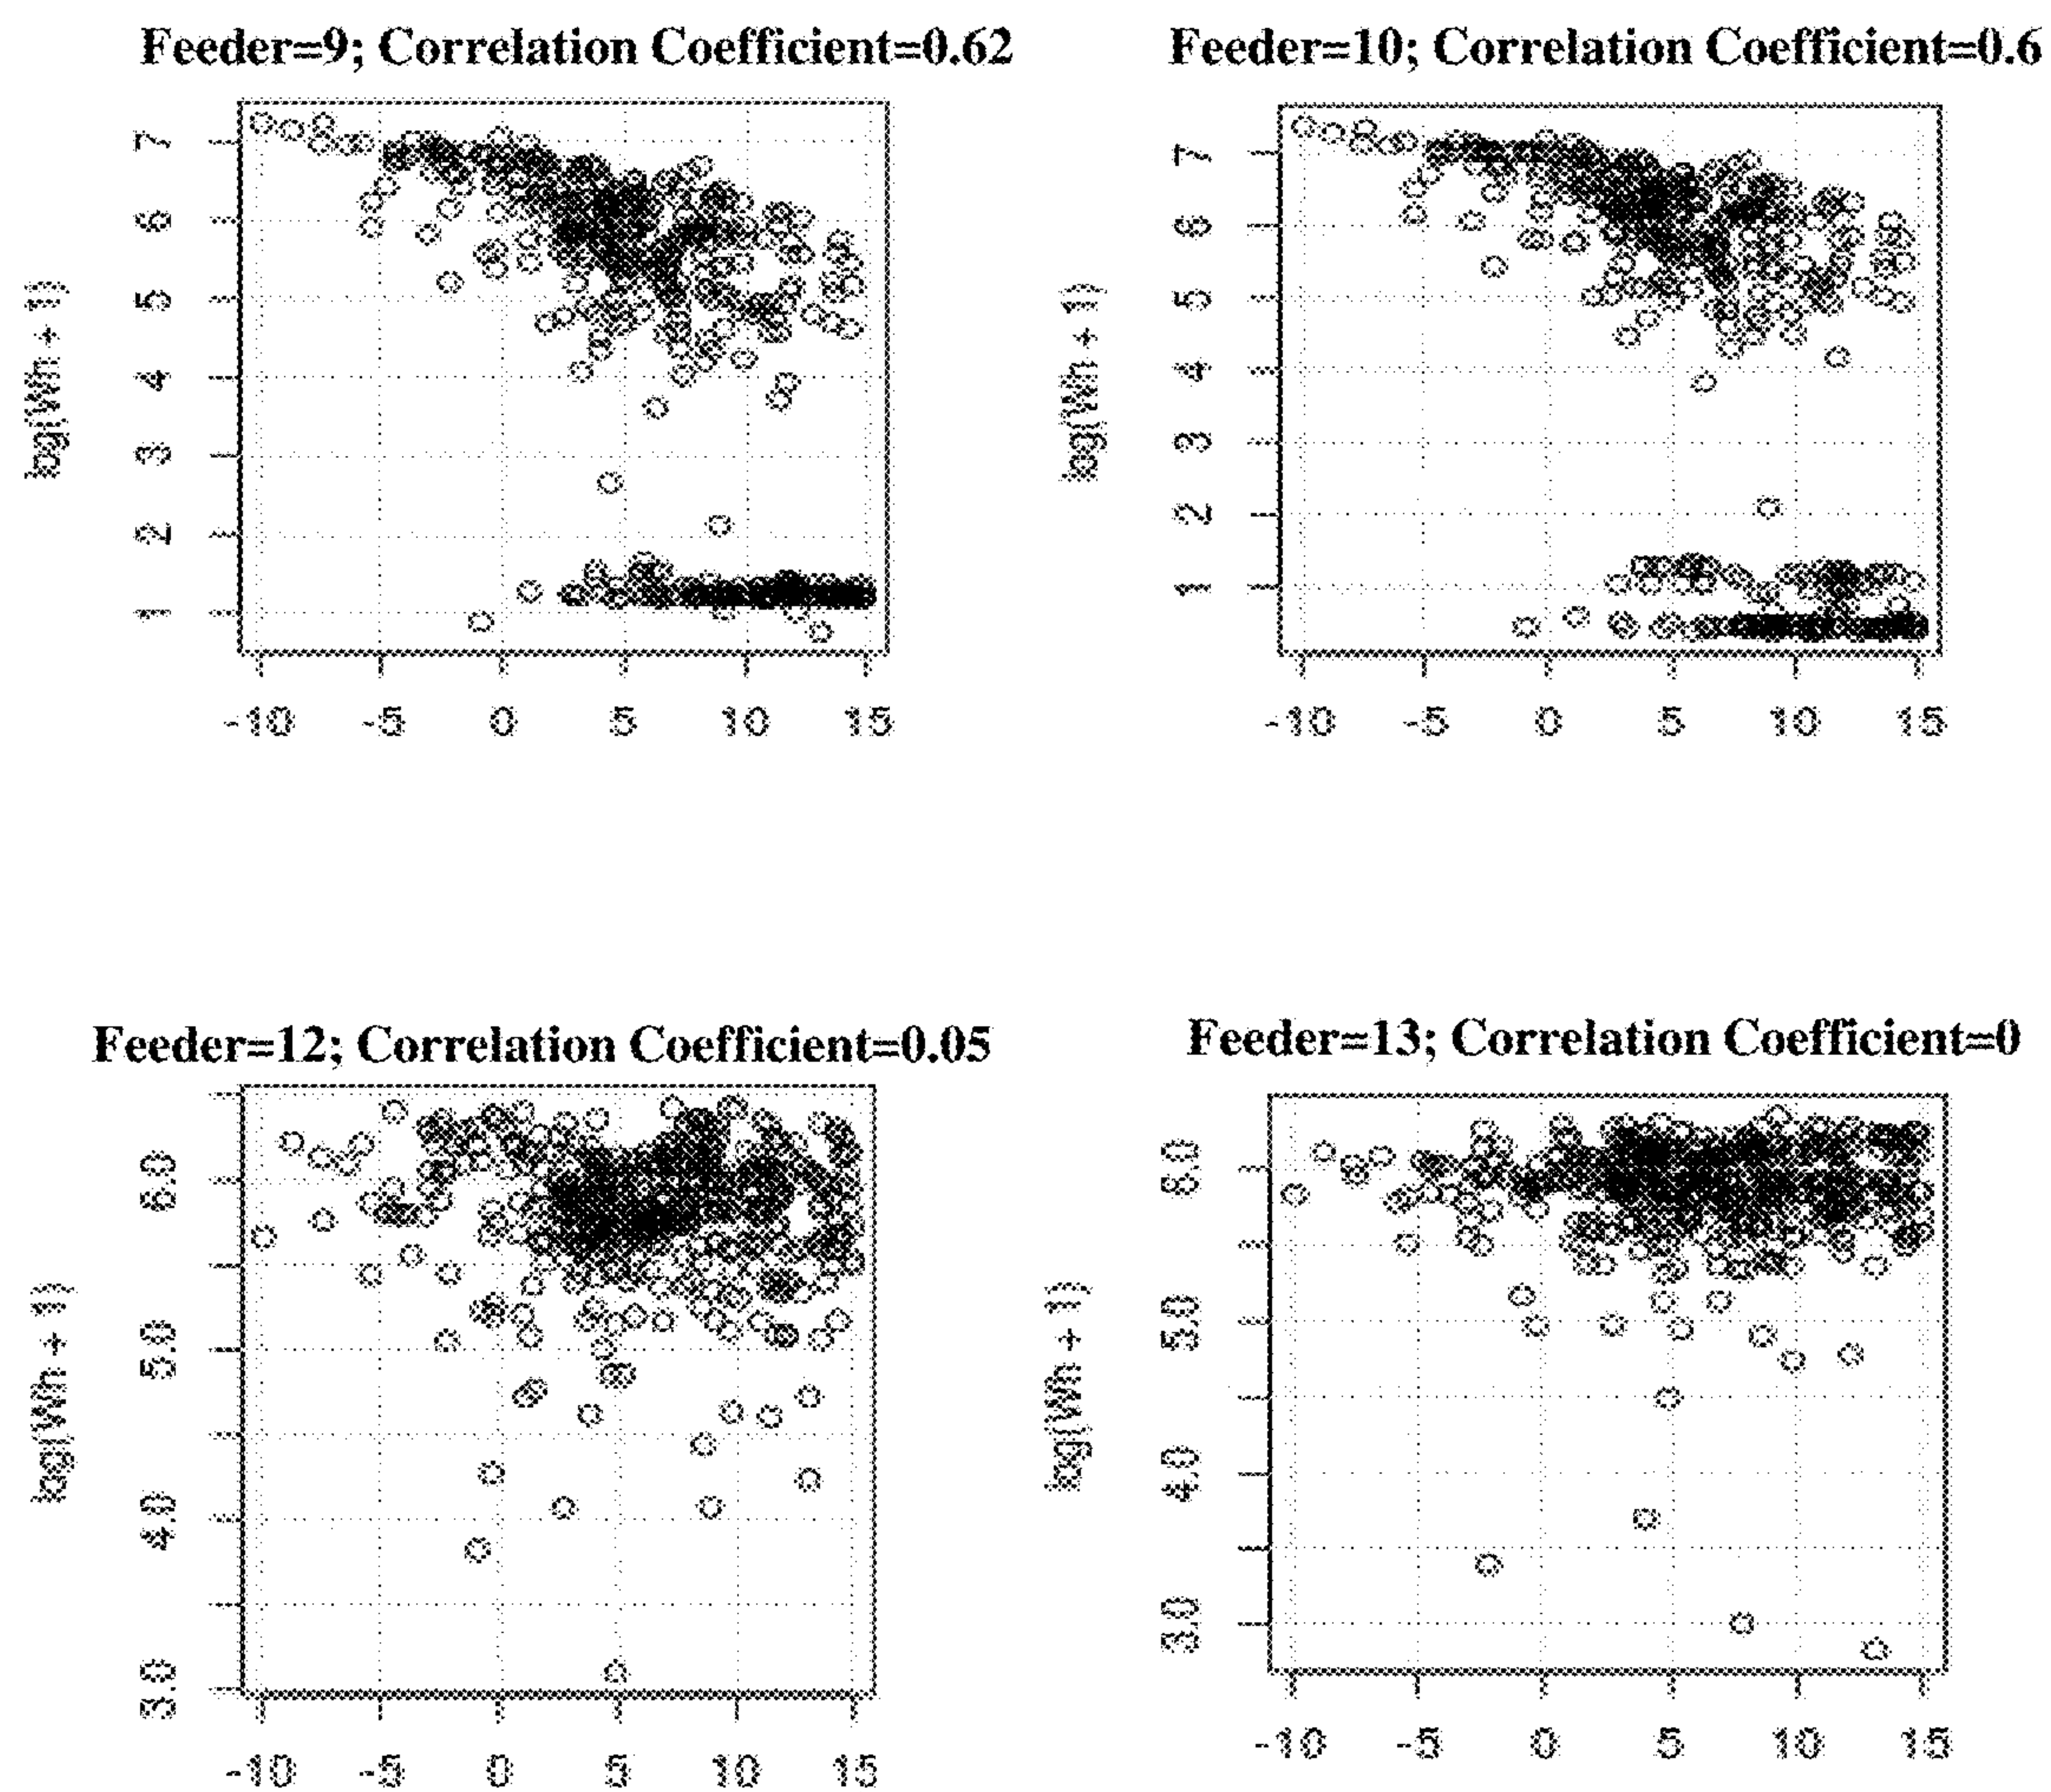 Feeder=9; Correlation Coefficient=0.62
log(Wh + 1)
7
6
5
4
3
2
1
-10 -5 0 5 10 15
Feeder=10; Correlation Coefficient=0.6
log(Wh + 1)
7
6
5
4
3
2
1
-10 -5 0 5 10 15
Feeder=12; Correlation Coefficient=0.05
log(Wh + 1)
6.0
5.0
4.0
3.0
-10 -5 0 5 10 15
Feeder=13; Correlation Coefficient=0
log(Wh + 1)
6.0
5.0
4.0
3.0
-10 -5 0 5 10 15